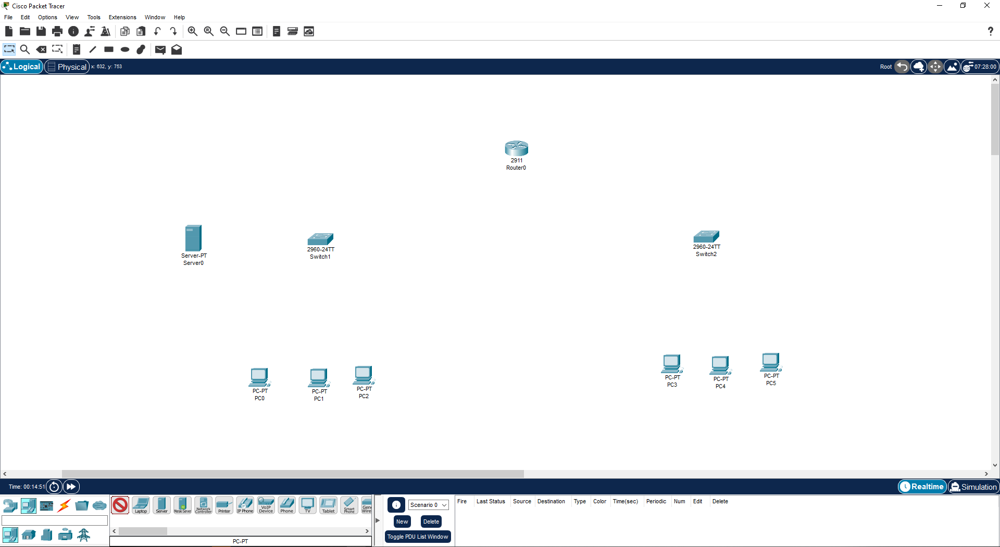 Cisco Packet Tracer
File Edit Options View Tools Extensions Window Help
Logical Physical x: 632, y: 753 Root 07:28:00
2911
Router0
Server-PT
Server0
2960-24TT
Switch1
2960-24TT
Switch2
PC-PT
PC0
PC-PT
PC1
PC-PT
PC2
PC-PT
PC3
PC-PT
PC4
PC-PT
PC5
Time: 00:14:51 Realtime Simulation
Laptop Server Meraki Server Network Controller Printer IP Phone VoIP Device Phone TV Tablet Smart Phone
PC-PT
Scenario 0
New Delete
Toggle PDU List Window
Fire Last Status Source Destination Type Color Time(sec) Periodic Num Edit Delete